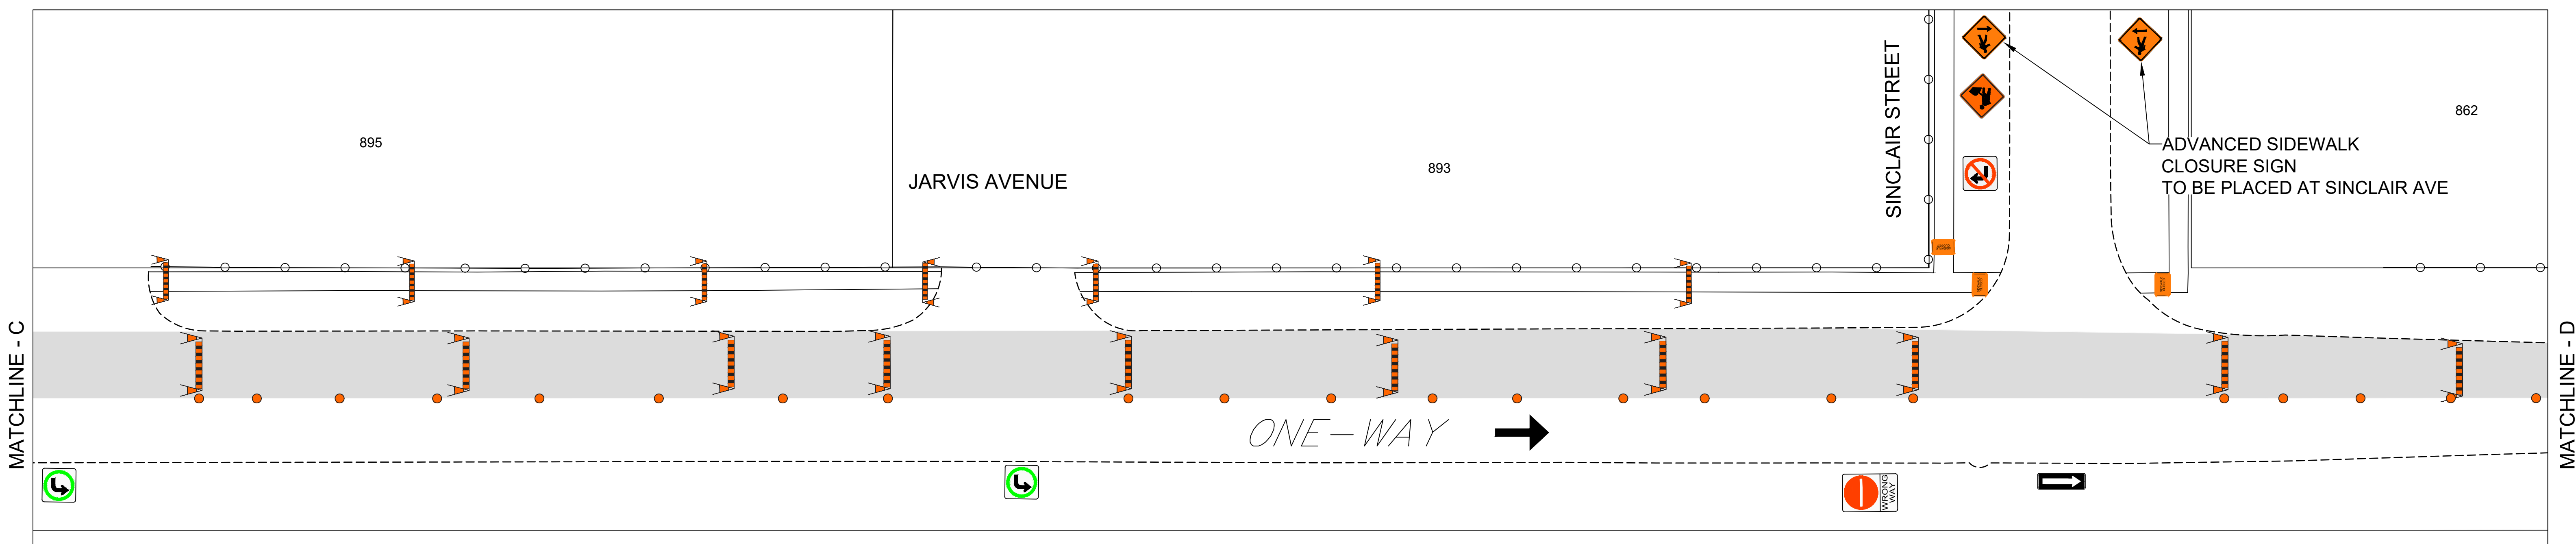 MATCHLINE - C
895
JARVIS AVENUE
893
SINCLAIR STREET
ADVANCED SIDEWALK
CLOSURE SIGN
TO BE PLACED AT SINCLAIR AVE
862
ONE-WAY
WRONG
WAY
MATCHLINE - D